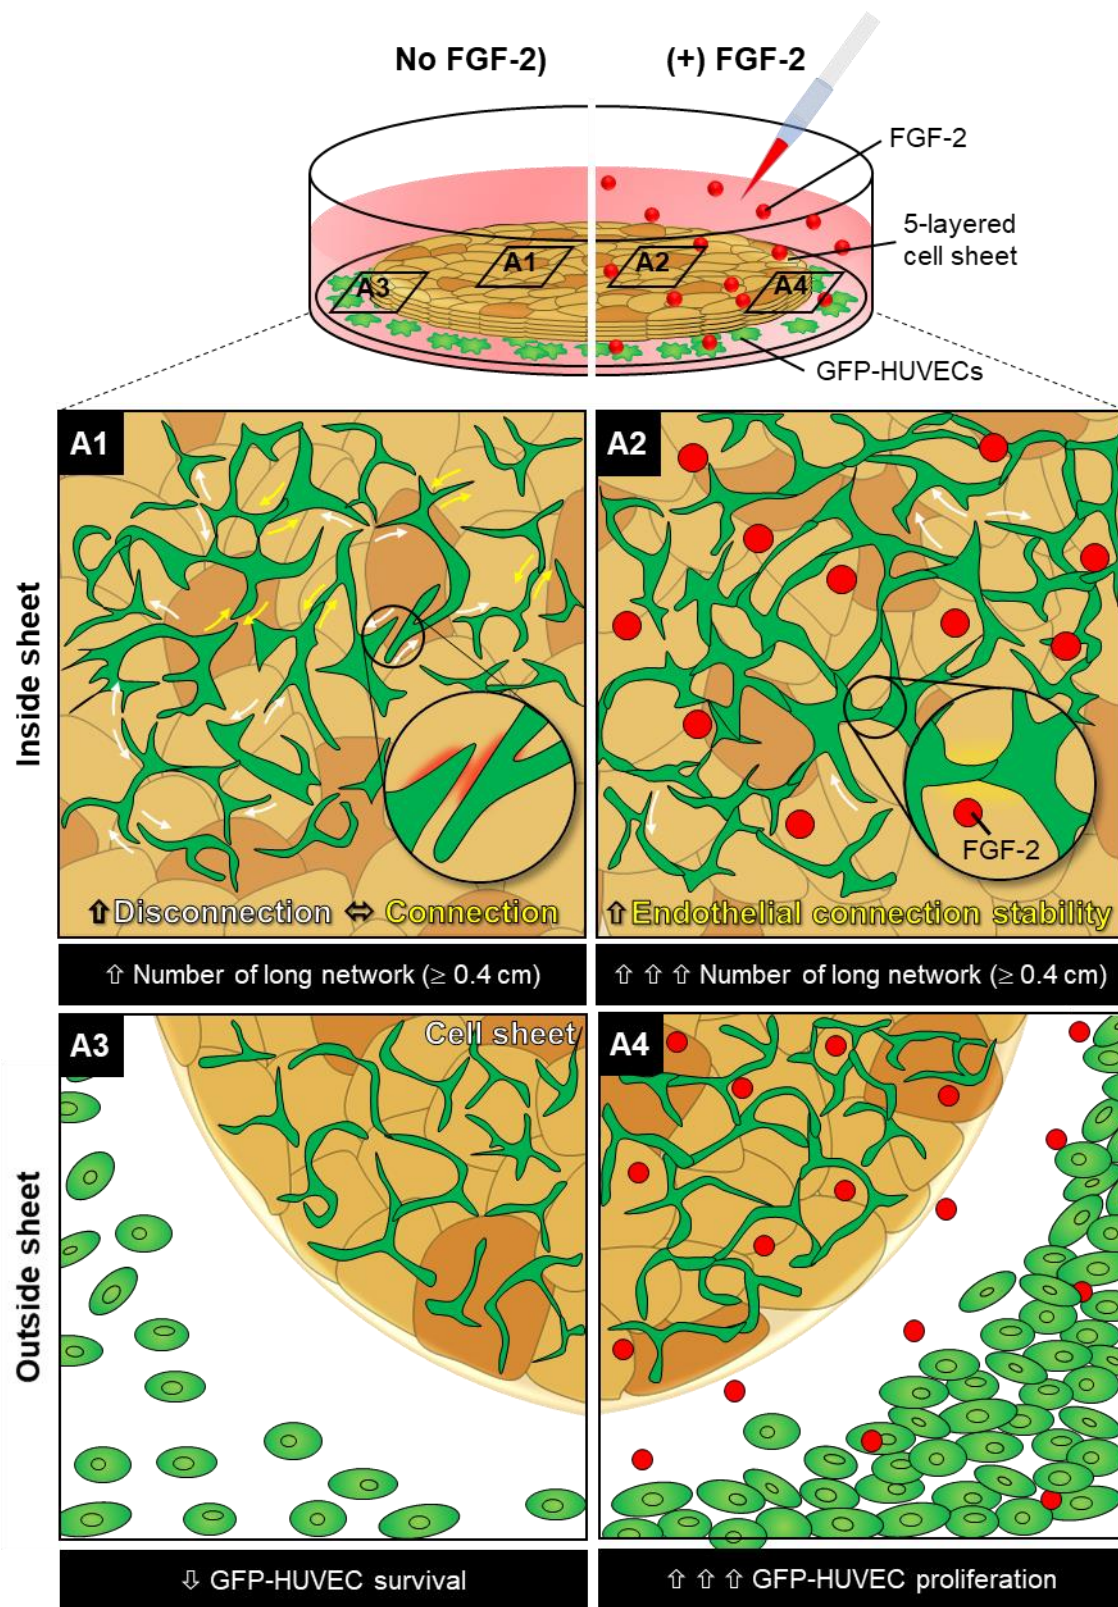 No FGF-2)
(+) FGF-2
FGF-2
5-layered
cell sheet
A1
A2
A3
A4
GFP-HUVECs
Inside sheet
A1
A2
FGF-2
⇧Disconnection ⇔ Connection
⇧Endothelial connection stability
⇧ Number of long network (≥ 0.4 cm)
⇧ ⇧ ⇧ Number of long network (≥ 0.4 cm)
Outside sheet
A3
Cell sheet
A4
⇩ GFP-HUVEC survival
⇧ ⇧ ⇧ GFP-HUVEC proliferation